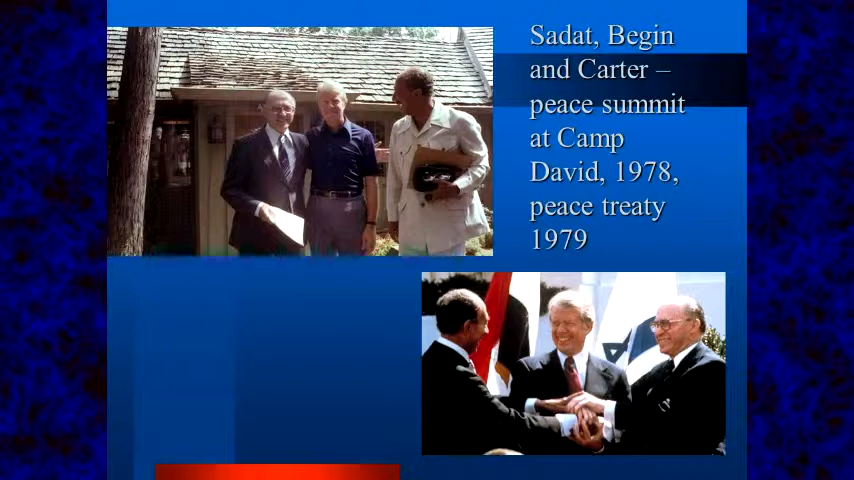 Sadat, Begin
and Carter –
peace summit
at Camp
David, 1978,
peace treaty
1979